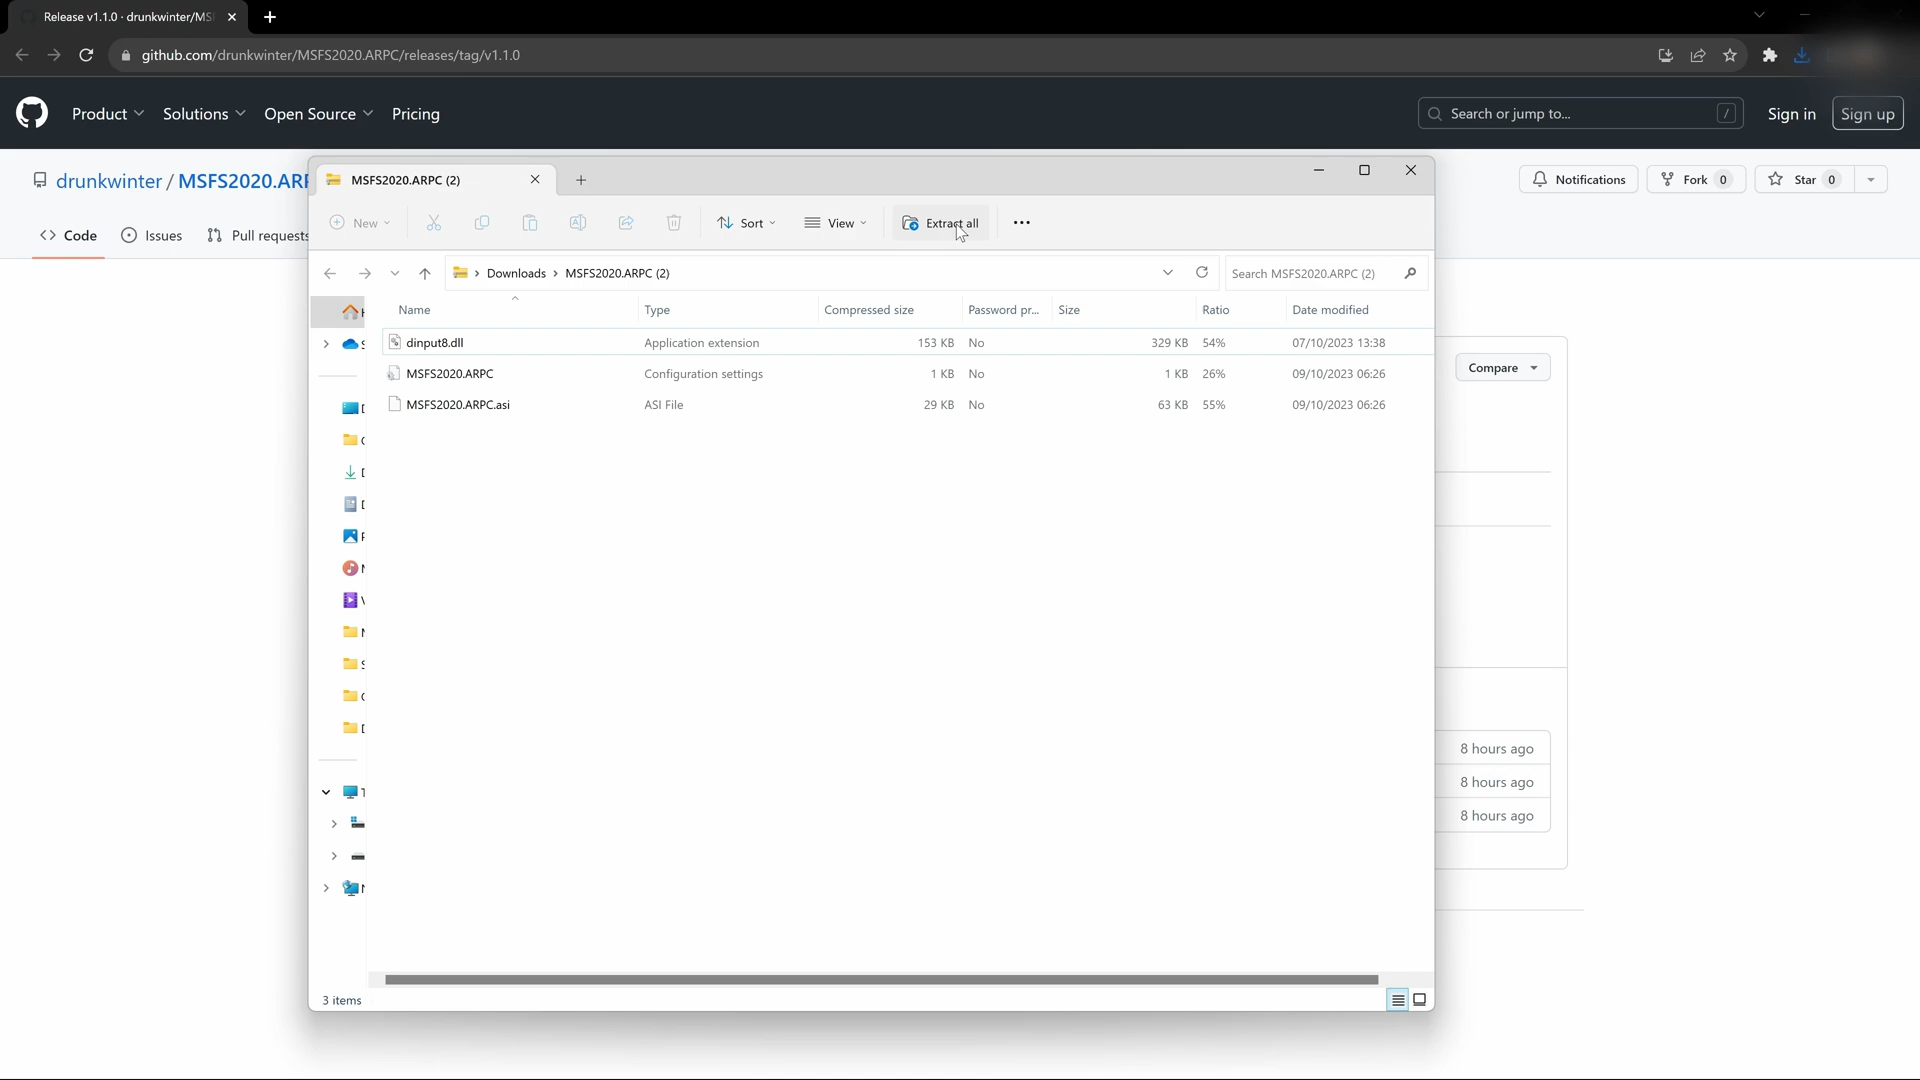 Release v1.1.0 · drunkwinter/MS
github.com/drunkwinter/MSFS2020.ARPC/releases/tag/v1.1.0
Product
Solutions
Open Source
Pricing
Search or jump to...
/
Sign in
Sign up
drunkwinter / MSFS2020.AR
Notifications
Fork 0
Star 0
Code
Issues
Pull requests
MSFS2020.ARPC (2)
New
Sort
View
Extract all
Downloads > MSFS2020.ARPC (2)
Search MSFS2020.ARPC (2)
Name Type Compressed size Password pr... Size Ratio Date modified
dinput8.dll Application extension 153 KB No 329 KB 54% 07/10/2023 13:38
MSFS2020.ARPC Configuration settings 1 KB No 1 KB 26% 09/10/2023 06:26
MSFS2020.ARPC.asi ASI File 29 KB No 63 KB 55% 09/10/2023 06:26
Compare
8 hours ago
8 hours ago
8 hours ago
3 items